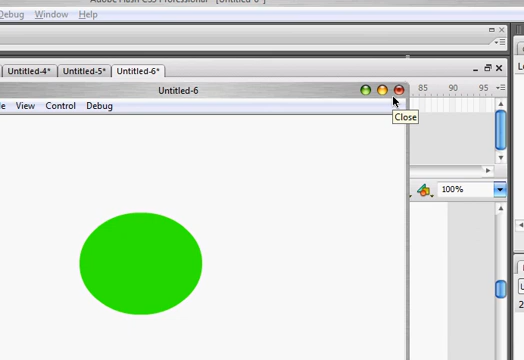 Debug Window Help
Untitled-4* Untitled-5* Untitled-6*
Untitled-6
85 90 95
View Control Debug
Close
100%